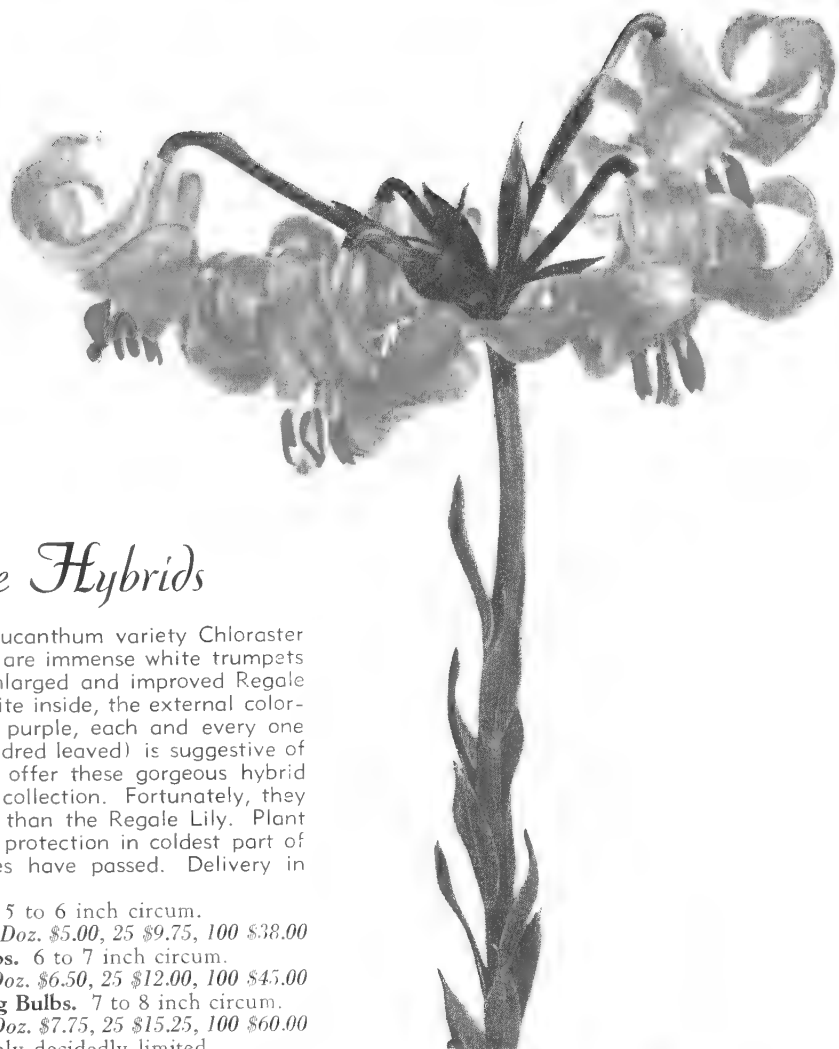 e Hybrids
ucanthum variety Chloraster
are immense white trumpets
nlarged and improved Regale
ite inside, the external color-
purple, each and every one
dred leaved) is suggestive of
offer these gorgeous hybrid
collection. Fortunately, they
than the Regale Lily. Plant
protection in coldest part of
es have passed. Delivery in
5 to 6 inch circum.
Doz. $5.00, 25 $9.75, 100 $38.00
bs. 6 to 7 inch circum.
Doz. $6.50, 25 $12.00, 100 $45.00
g Bulbs. 7 to 8 inch circum.
Doz. $7.75, 25 $15.25, 100 $60.00
ly decidedly limited